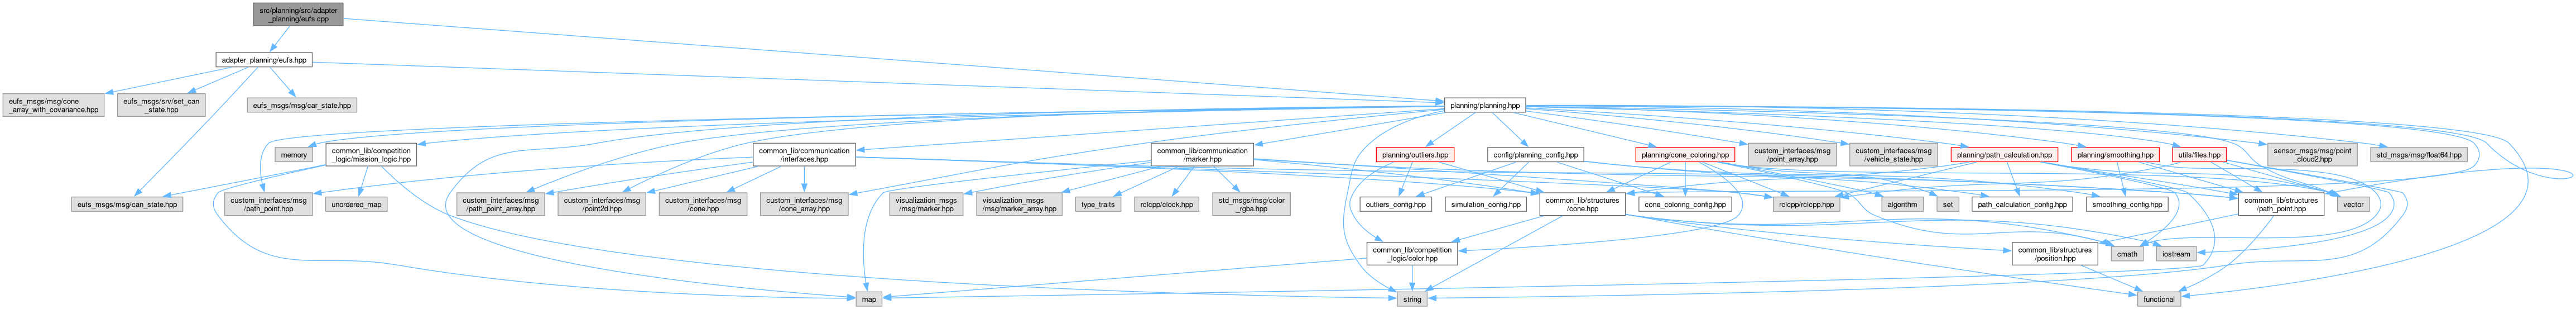 src/planning/src/adapter
_planning/eufs.cpp
adapter_planning/eufs.hpp
eufs_msgs/msg/cone
_array_with_covariance.hpp
eufs_msgs/srv/set_can
_state.hpp
eufs_msgs/msg/car_state.hpp
planning/planning.hpp
memory
common_lib/competition
_logic/mission_logic.hpp
common_lib/communication
/interfaces.hpp
common_lib/communication
/marker.hpp
planning/outliers.hpp
config/planning_config.hpp
planning/cone_coloring.hpp
custom_interfaces/msg
/point_array.hpp
custom_interfaces/msg
/vehicle_state.hpp
planning/path_calculation.hpp
planning/smoothing.hpp
utils/files.hpp
sensor_msgs/msg/point
_cloud2.hpp
std_msgs/msg/float64.hpp
eufs_msgs/msg/can_state.hpp
custom_interfaces/msg
/path_point.hpp
unordered_map
custom_interfaces/msg
/path_point_array.hpp
custom_interfaces/msg
/point2d.hpp
custom_interfaces/msg
/cone.hpp
custom_interfaces/msg
/cone_array.hpp
visualization_msgs
/msg/marker.hpp
visualization_msgs
/msg/marker_array.hpp
type_traits
rclcpp/clock.hpp
std_msgs/msg/color
_rgba.hpp
outliers_config.hpp
simulation_config.hpp
common_lib/structures
/cone.hpp
cone_coloring_config.hpp
rclcpp/rclcpp.hpp
algorithm
set
path_calculation_config.hpp
smoothing_config.hpp
common_lib/structures
/path_point.hpp
vector
common_lib/competition
_logic/color.hpp
common_lib/structures
/position.hpp
cmath
iostream
map
string
functional